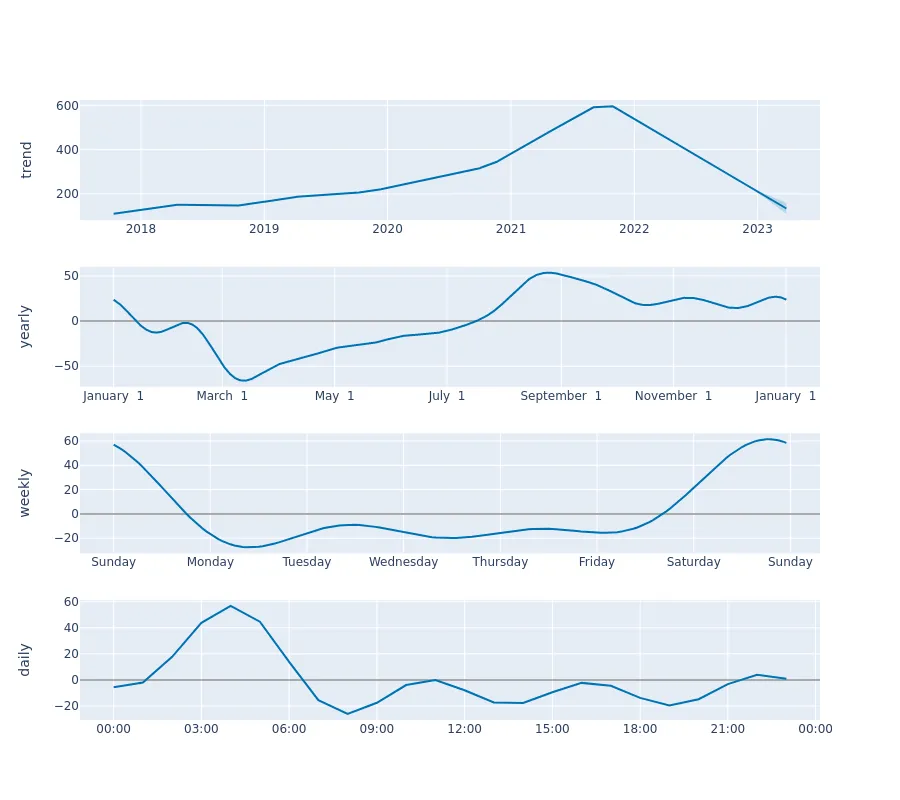 trend
600
400
200
2018 2019 2020 2021 2022 2023
yearly
50
0
−50
January 1 March 1 May 1 July 1 September 1 November 1 January 1
weekly
60
40
20
0
−20
Sunday Monday Tuesday Wednesday Thursday Friday Saturday Sunday
daily
60
40
20
0
−20
00:00 03:00 06:00 09:00 12:00 15:00 18:00 21:00 00:00